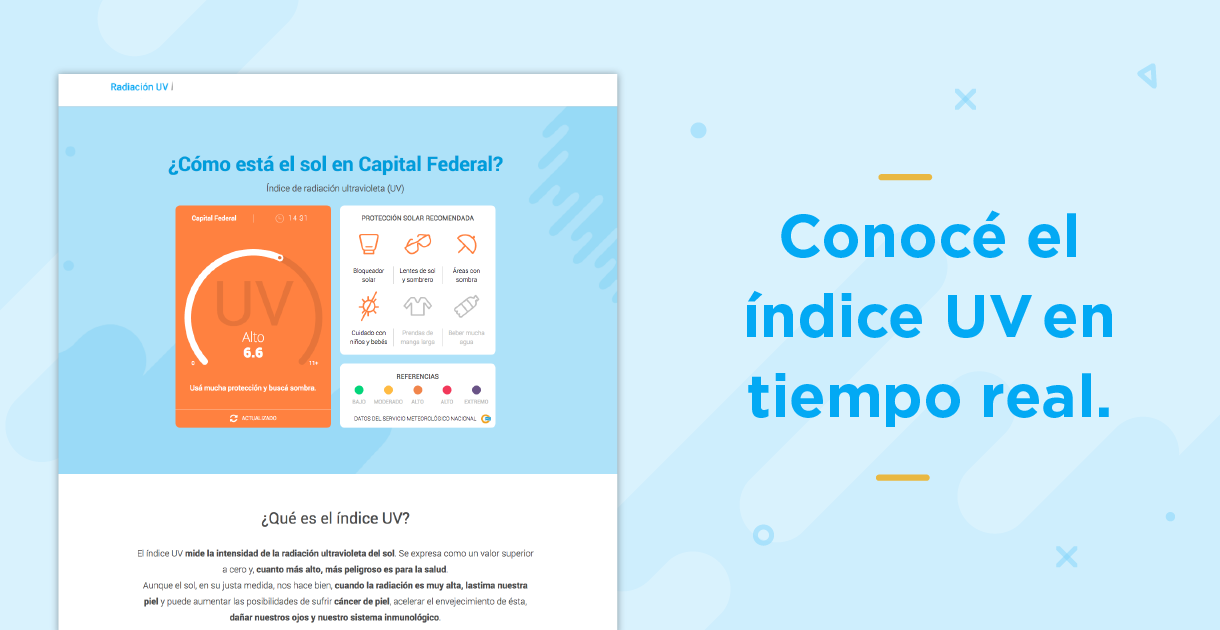 Radiación UV i
¿Cómo está el sol en Capital Federal?
Índice de radiación ultravioleta (UV)
Capital Federal
14:31
UV
Alto
6.6
0
11+
Usá mucha protección y buscá sombra.
ACTUALIZADO
PROTECCIÓN SOLAR RECOMENDADA
Bloqueador
solar
Lentes de sol
y sombrero
Áreas con
sombra
Cuidado con
niños y bebés
Prendas de
manga larga
Beber mucha
agua
REFERENCIAS
BAJO MODERADO ALTO ALTO EXTREMO
DATOS DEL SERVICIO METEOROLÓGICO NACIONAL
¿Qué es el índice UV?
El índice UV mide la intensidad de la radiación ultravioleta del sol. Se expresa como un valor superior
a cero y, cuanto más alto, más peligroso es para la salud.
Aunque el sol, en su justa medida, nos hace bien, cuando la radiación es muy alta, lastima nuestra
piel y puede aumentar las posibilidades de sufrir cáncer de piel, acelerar el envejecimiento de ésta,
dañar nuestros ojos y nuestro sistema inmunológico.
Conocé el
índice UV en
tiempo real.